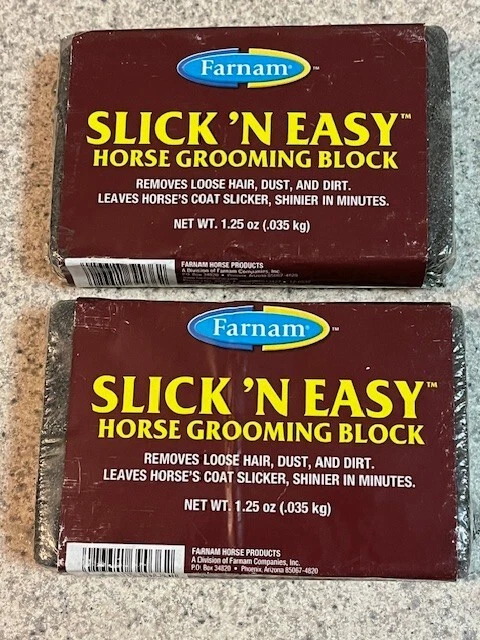 Farnam
SLICK 'N EASY™
HORSE GROOMING BLOCK
REMOVES LOOSE HAIR, DUST, AND DIRT.
LEAVES HORSE'S COAT SLICKER, SHINIER IN MINUTES.
NET WT. 1.25 oz (.035 kg)
FARNAM HORSE PRODUCTS
A Division of Farnam Companies, Inc.
Farnam™
SLICK 'N EASY™
HORSE GROOMING BLOCK
REMOVES LOOSE HAIR, DUST, AND DIRT.
LEAVES HORSE'S COAT SLICKER, SHINIER IN MINUTES.
NET WT. 1.25 oz (.035 kg)
FARNAM HORSE PRODUCTS
A Division of Farnam Companies, Inc.
P.O. Box 34820 • Phoenix, Arizona 85067-4820